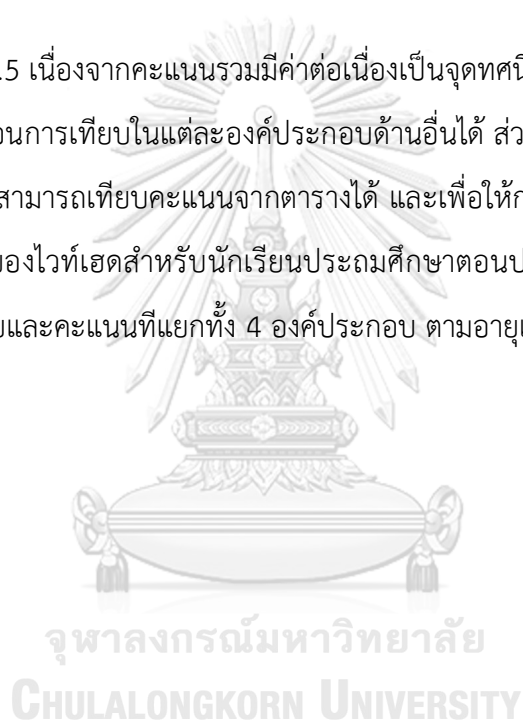 .5 เนื่องจากคะแนนรวมมีค่าต่อเนื่องเป็นจุดทศนิ
อนการเทียบในแต่ละองค์ประกอบด้านอื่นได้ ส่ว
สามารถเทียบคะแนนจากตารางได้ และเพื่อให้ก
ของไวท์เฮดสำหรับนักเรียนประถมศึกษาตอนป
ยและคะแนนทีแยกทั้ง 4 องค์ประกอบ ตามอายุเ
จุฬาลงกรณ์มหาวิทยาลัย
CHULALONGKORN UNIVERSITY